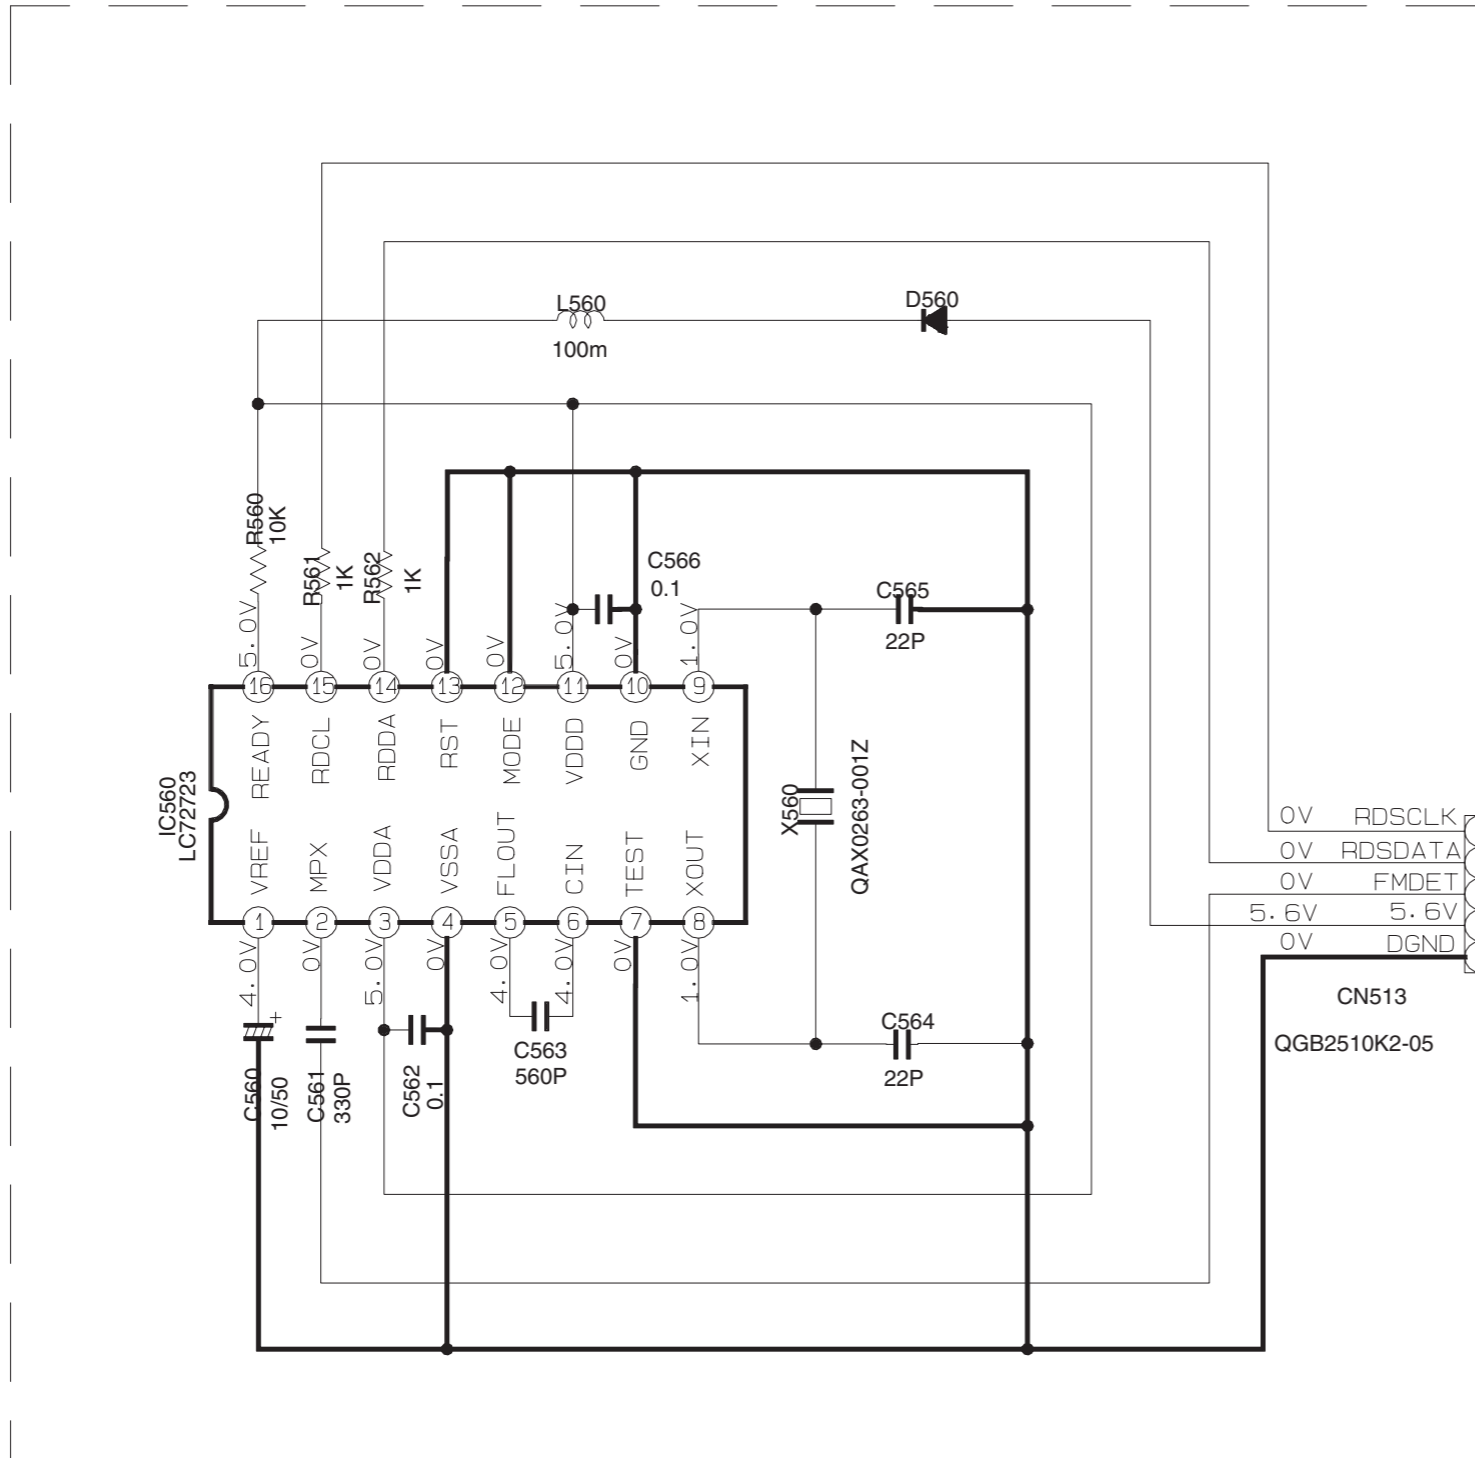 L560
100m
D560
R560
10K
R561
1K
R562
1K
C566
0.1
C565
22P
5.0V
0V
0V
0V
0V
5.0V
0V
1.0V
16
15
14
13
12
11
10
9
READY
RDCL
RDDA
RST
MODE
VDDD
GND
XIN
IC560
LC72723
VREF
MPX
VDDA
VSSA
FLOUT
CIN
TEST
XOUT
1
2
3
4
5
6
7
8
4.0V
0V
5.0V
0V
4.0V
4.0V
0V
1.0V
X560
QAX0263-001Z
+
C560
10/50
C561
330P
C562
0.1
C563
560P
C564
22P
0V RDSCLK
0V RDSDATA
0V FMDET
5.6V 5.6V
0V DGND
CN513
QGB2510K2-05